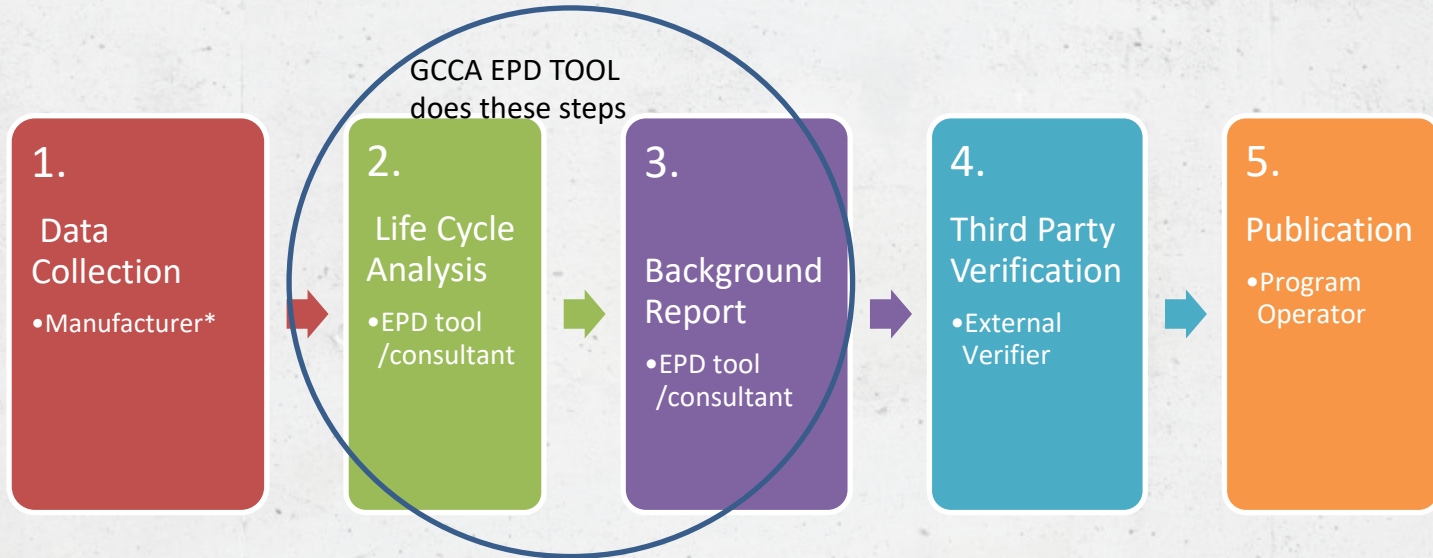 GCCA EPD TOOL
does these steps
1.
Data
Collection
•Manufacturer*
2.
Life Cycle
Analysis
•EPD tool
/consultant
3.
Background
Report
•EPD tool
/consultant
4.
Third Party
Verification
•External
Verifier
5.
Publication
•Program
Operator